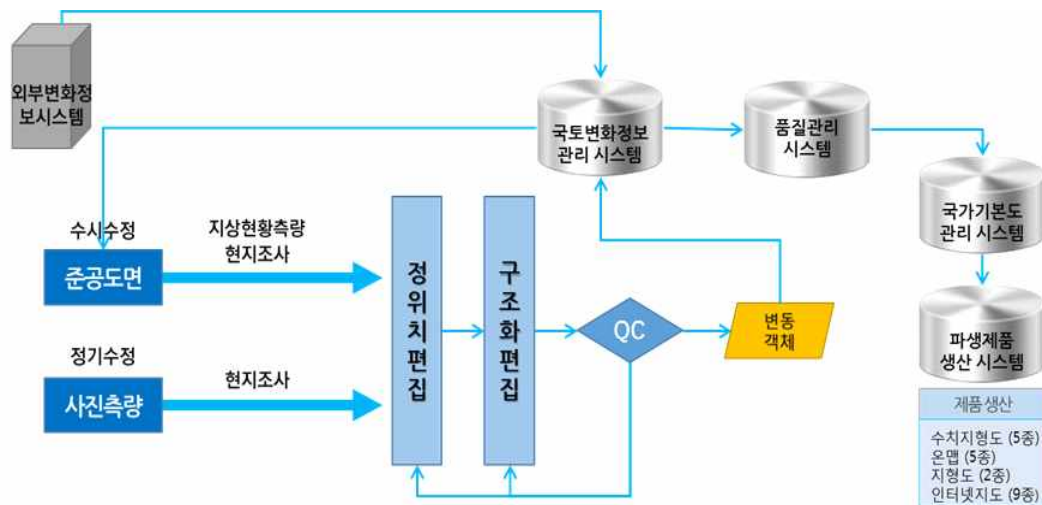 외부변화정
보시스템
국토변화정보
관리 시스템
품질관리
시스템
국가기본도
관리 시스템
파생제품
생산 시스템
수시수정
준공도면
지상현황측량
현지조사
정기수정
사진측량
현지조사
정위치편집
구조화편집
QC
변동
객체
제품 생산
수치지형도 (5종)
온맵 (5종)
지형도 (2종)
인터넷지도 (9종)